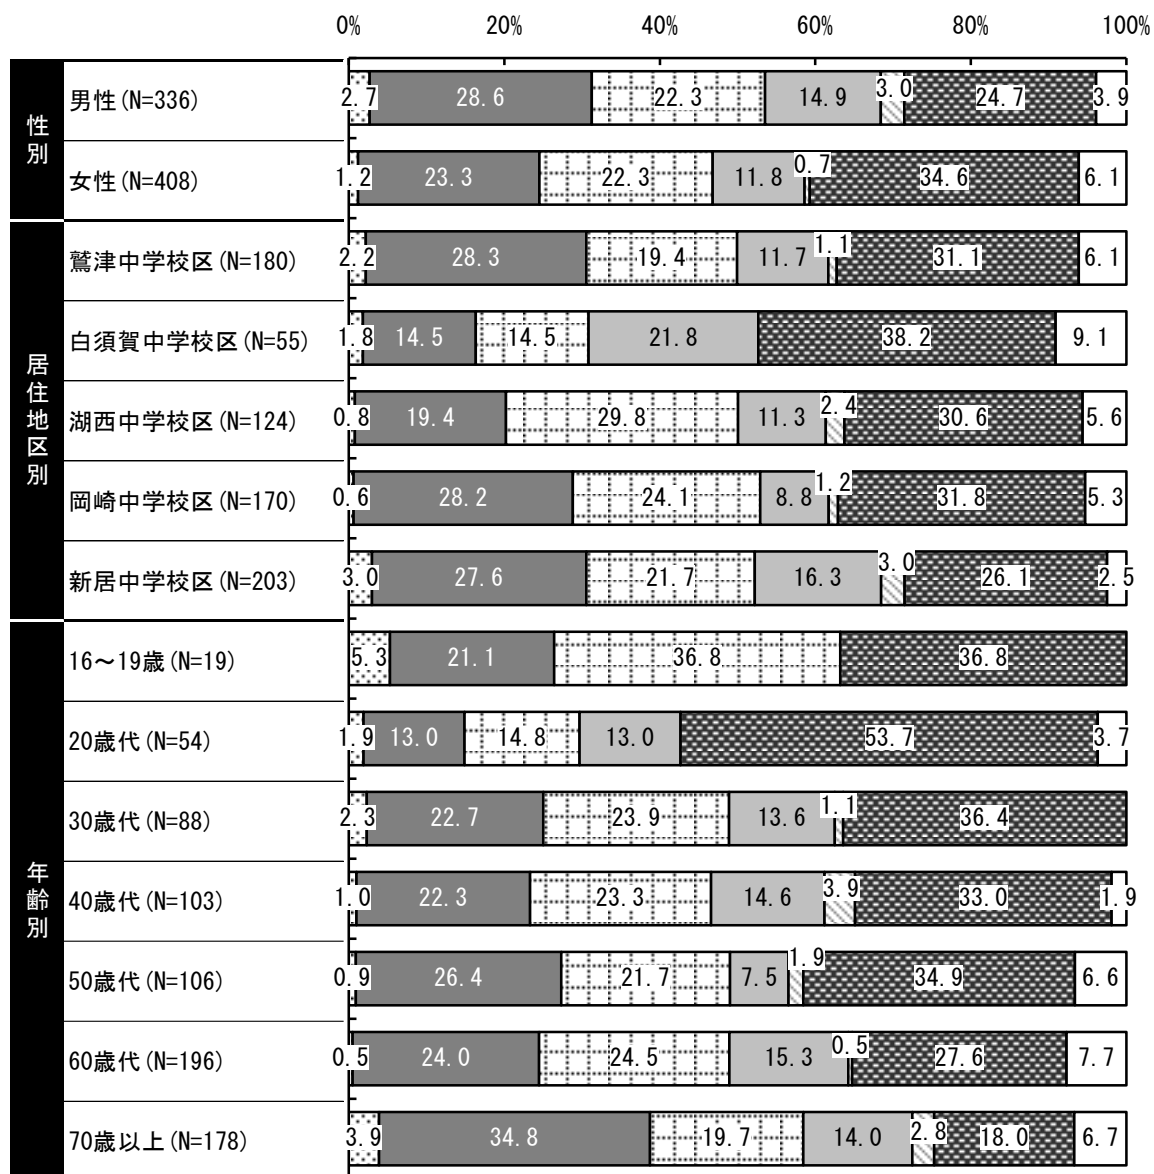 0% 20% 40% 60% 80% 100%
性別
男性(N=336) 2.7 28.6 22.3 14.9 3.0 24.7 3.9
女性(N=408) 1.2 23.3 22.3 11.8 0.7 34.6 6.1
居住地区別
鷲津中学校区(N=180) 2.2 28.3 19.4 11.7 1.1 31.1 6.1
白須賀中学校区(N=55) 1.8 14.5 14.5 21.8 38.2 9.1
湖西中学校区(N=124) 0.8 19.4 29.8 11.3 2.4 30.6 5.6
岡崎中学校区(N=170) 0.6 28.2 24.1 8.8 1.2 31.8 5.3
新居中学校区(N=203) 3.0 27.6 21.7 16.3 3.0 26.1 2.5
年齢別
16～19歳(N=19) 5.3 21.1 36.8 36.8
20歳代(N=54) 1.9 13.0 14.8 13.0 53.7 3.7
30歳代(N=88) 2.3 22.7 23.9 13.6 1.1 36.4
40歳代(N=103) 1.0 22.3 23.3 14.6 3.9 33.0 1.9
50歳代(N=106) 0.9 26.4 21.7 7.5 1.9 34.9 6.6
60歳代(N=196) 0.5 24.0 24.5 15.3 0.5 27.6 7.7
70歳以上(N=178) 3.9 34.8 19.7 14.0 2.8 18.0 6.7